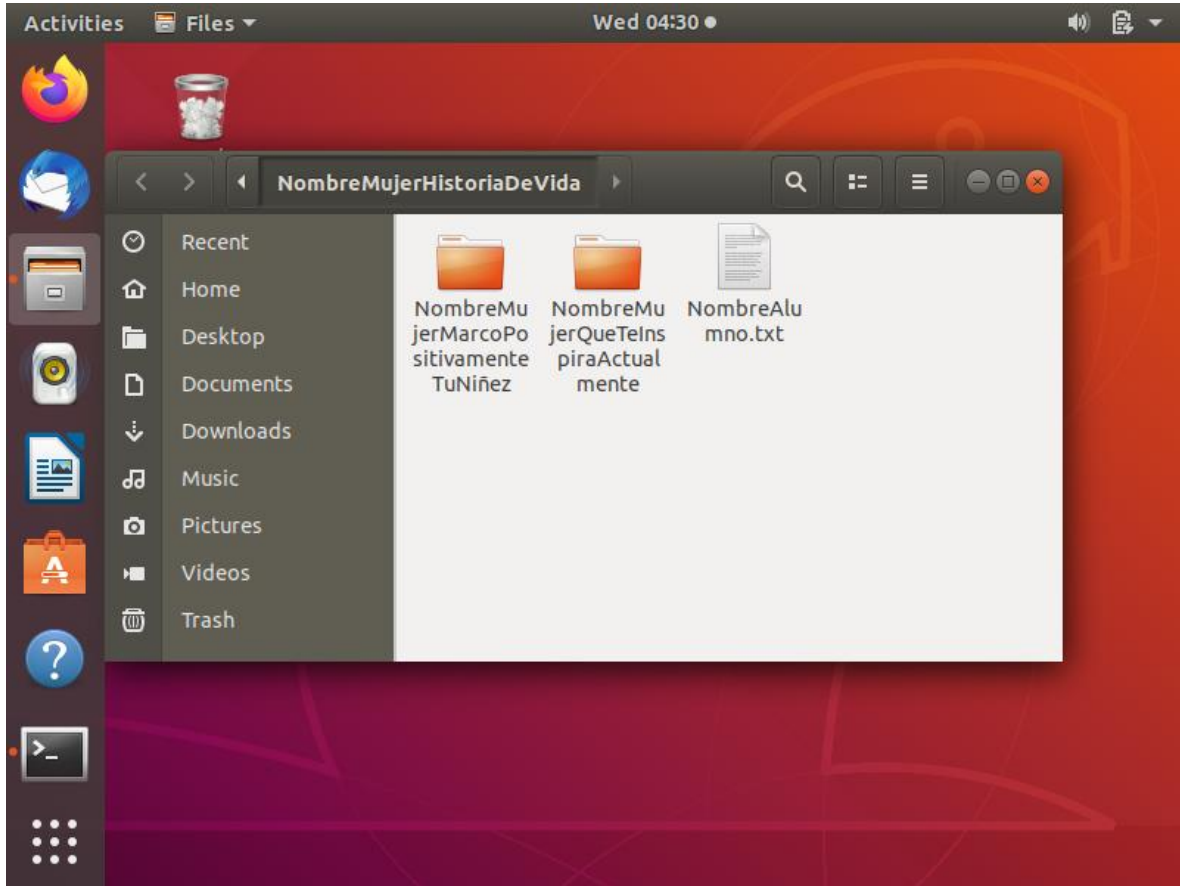 Activities Files Wed 04:30
NombreMujerHistoriaDeVida
Recent
Home
Desktop
Documents
Downloads
Music
Pictures
Videos
Trash
NombreMu
jerMarcoPo
sitivamente
TuNiñez
NombreMu
jerQueTeIns
piraActual
mente
NombreAlu
mno.txt